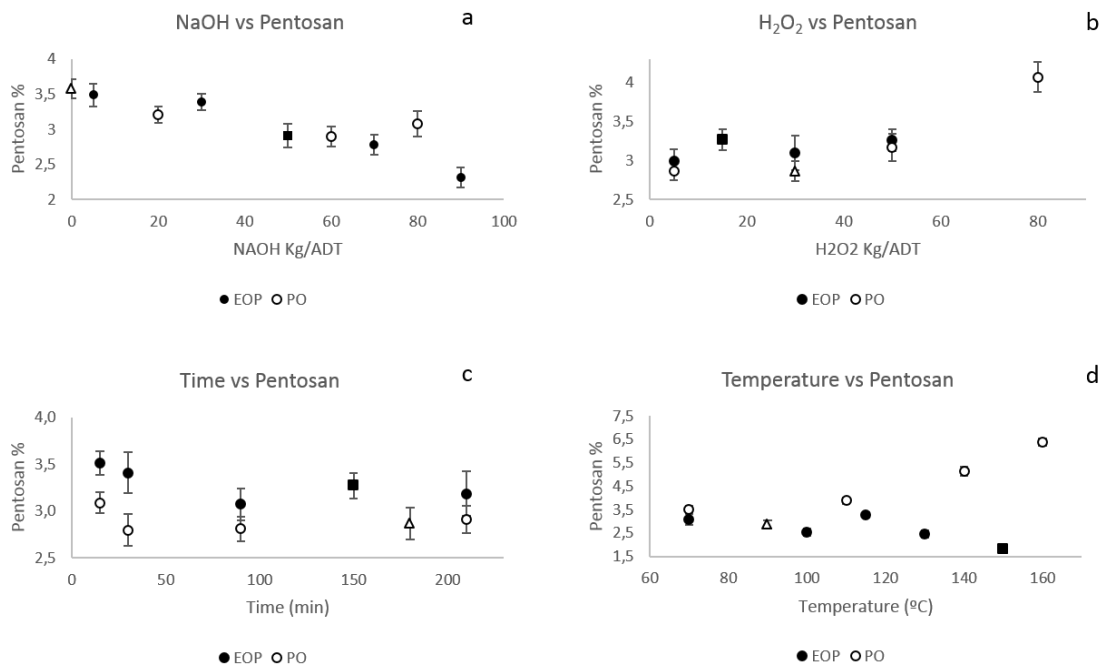 NaOH vs Pentosan
a
4
3,5
3
2,5
2
Pentosan %
0
20
40
60
80
100
NAOH Kg/ADT
EOP PO
H₂O₂ vs Pentosan
b
4
3,5
3
2,5
Pentosan %
0
20
40
60
80
H2O2 Kg/ADT
EOP PO
Time vs Pentosan
c
4,0
3,5
3,0
2,5
Pentosan %
0
50
100
150
200
Time (min)
EOP PO
Temperature vs Pentosan
d
7,5
6,5
5,5
4,5
3,5
2,5
1,5
Pentosan %
60
80
100
120
140
160
Temperature (ºC)
EOP PO